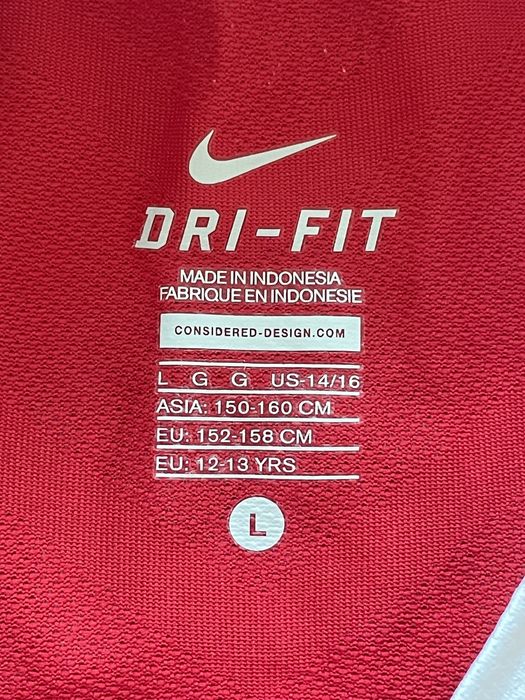 DRI-FIT
MADE IN INDONESIA
FABRIQUE EN INDONESIE
CONSIDERED-DESIGN.COM
L G G US-14/16
ASIA: 150-160 CM
EU: 152-158 CM
EU: 12-13 YRS
L